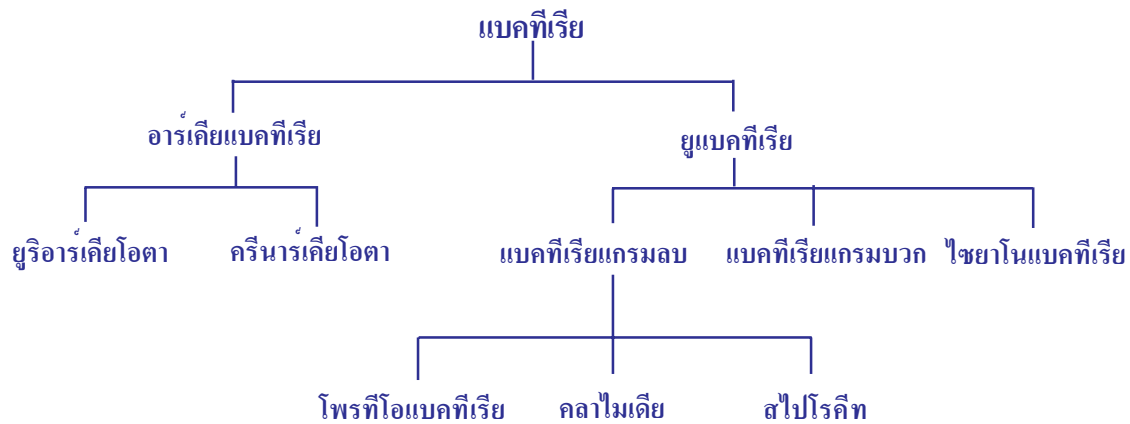 แบคทีเรีย
อาร์เคียแบคทีเรีย ยูแบคทีเรีย
ยูริอาร์เคียโอตา ครีนาร์เคียโอตา แบคทีเรียแกรมลบ แบคทีเรียแกรมบวก ไซยาโนแบคทีเรีย
โพรทีโอแบคทีเรีย คลาไมเดีย สไปโรคีท